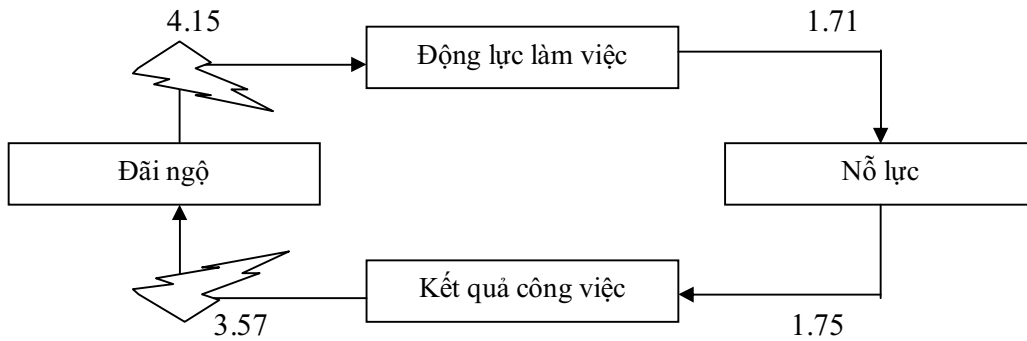 4.15
1.71
Động lực làm việc
Đãi ngộ
Nỗ lực
Kết quả công việc
3.57
1.75